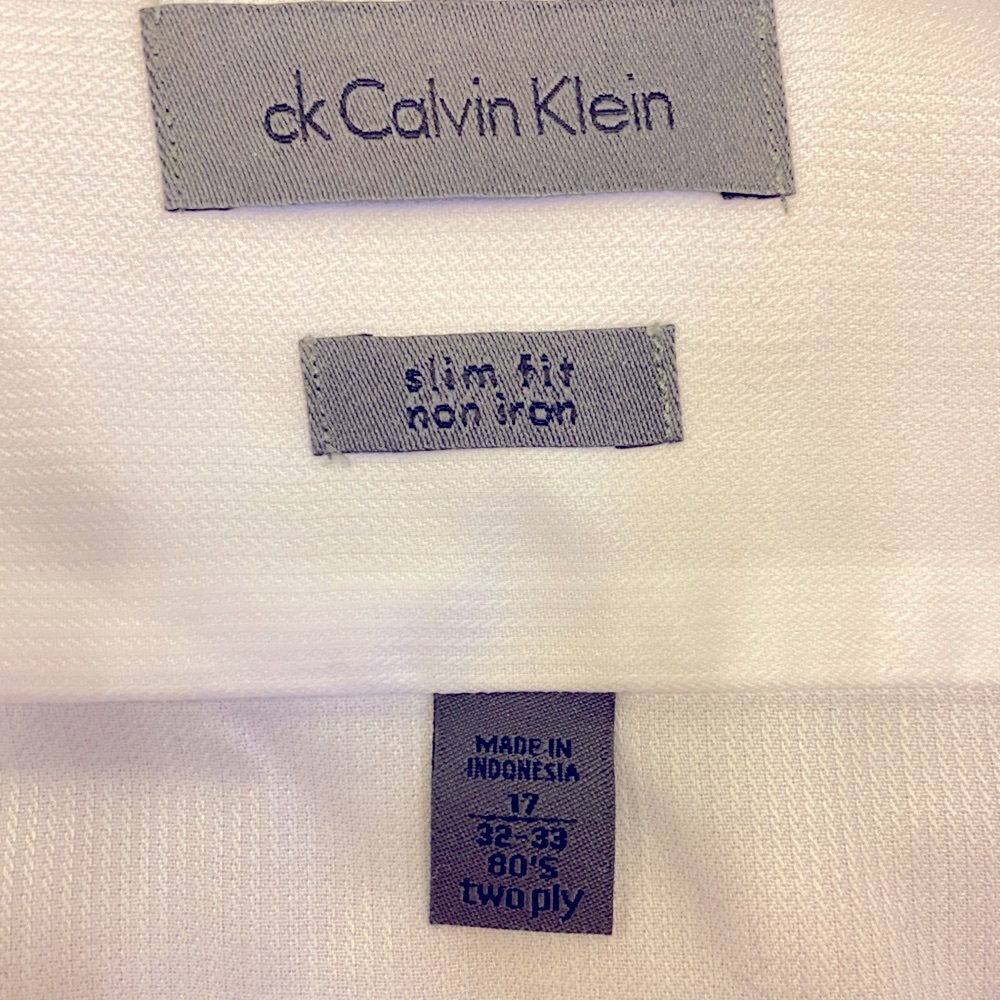 ck Calvin Klein
slim fit
non iron
MADE IN
INDONESIA
17
32-33
80'S
two ply